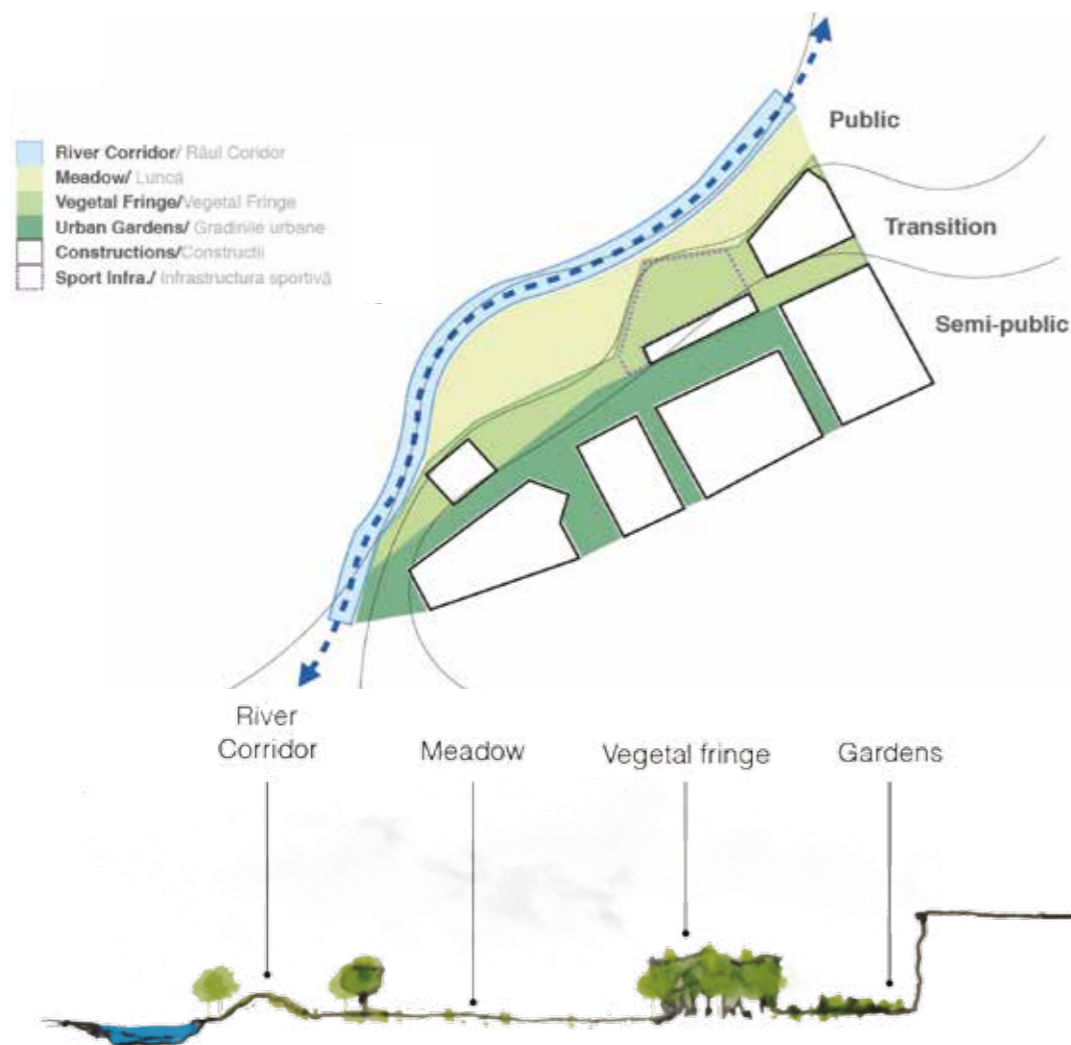 River Corridor/ Râul Coridor
Meadow/ Luncă
Vegetal Fringe/Vegetal Fringe
Urban Gardens/ Gradinile urbane
Constructions/Constructii
Sport Infra./ Infrastructura sportivă
Public
Transition
Semi-public
River
Corridor
Meadow
Vegetal fringe
Gardens